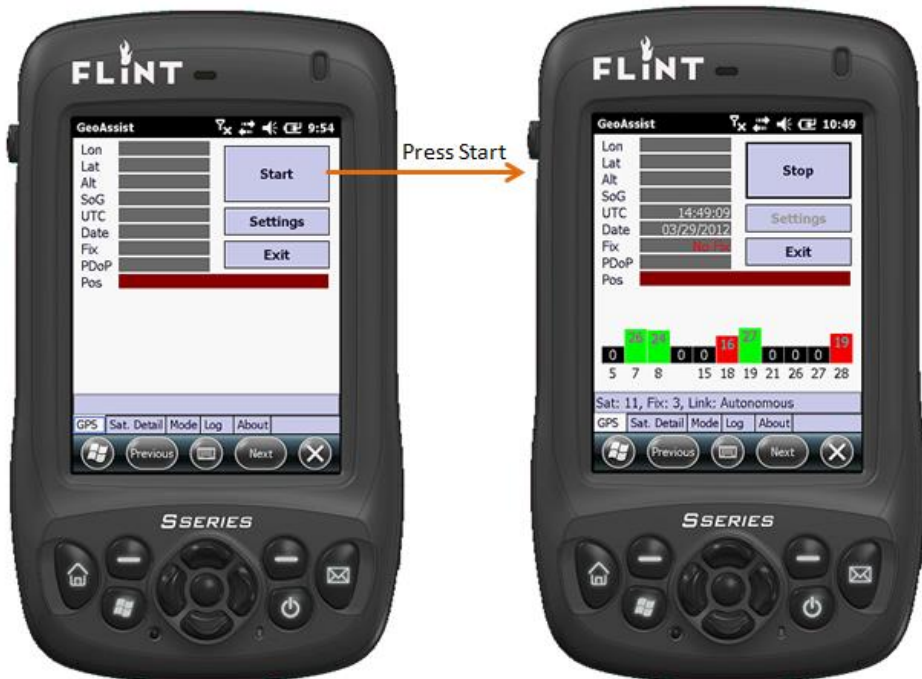 FLiNT
GeoAssist 9:54
Lon
Lat
Alt
SoG
UTC
Date
Fix
PDoP
Pos
Start
Settings
Exit
GPS Sat. Detail Mode Log About
Previous Next
SSERIES
Press Start
FLiNT
GeoAssist 10:49
Lon
Lat
Alt
SoG
UTC 14:49:09
Date 03/29/2012
Fix No Fix
PDoP
Pos
Stop
Settings
Exit
0 26 24 0 0 16 27 0 0 0 19
5 7 8 15 18 19 21 26 27 28
Sat: 11, Fix: 3, Link: Autonomous
GPS Sat. Detail Mode Log About
Previous Next
SSERIES